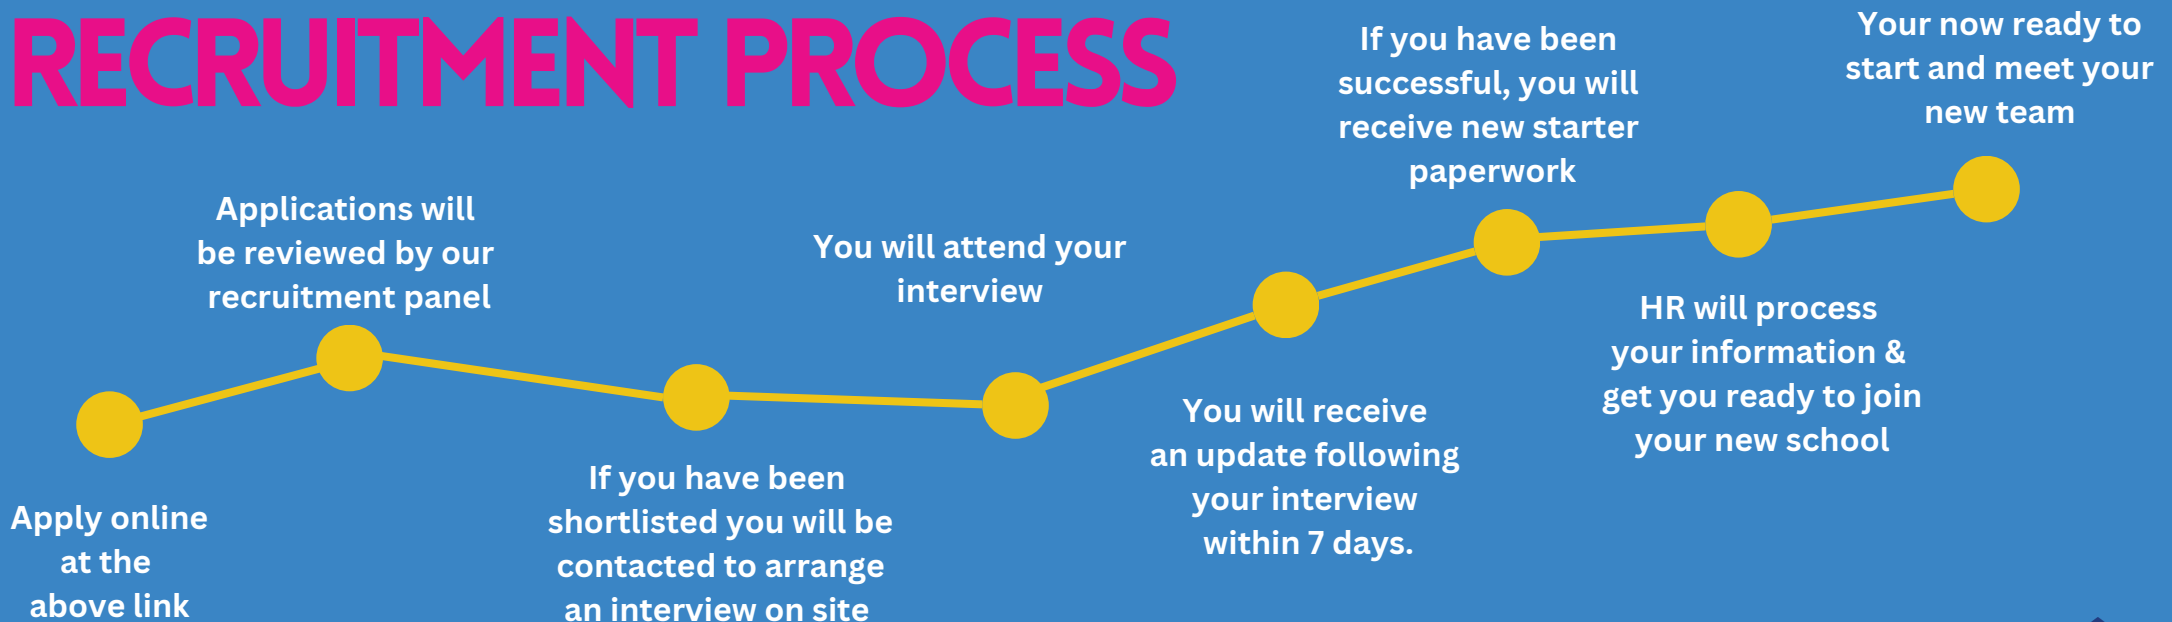 RECRUITMENT PROCESS
Apply online
at the
above link
Applications will
be reviewed by our
recruitment panel
If you have been
shortlisted you will be
contacted to arrange
an interview on site
You will attend your
interview
You will receive
an update following
your interview
within 7 days.
If you have been
successful, you will
receive new starter
paperwork
HR will process
your information &
get you ready to join
your new school
Your now ready to
start and meet your
new team